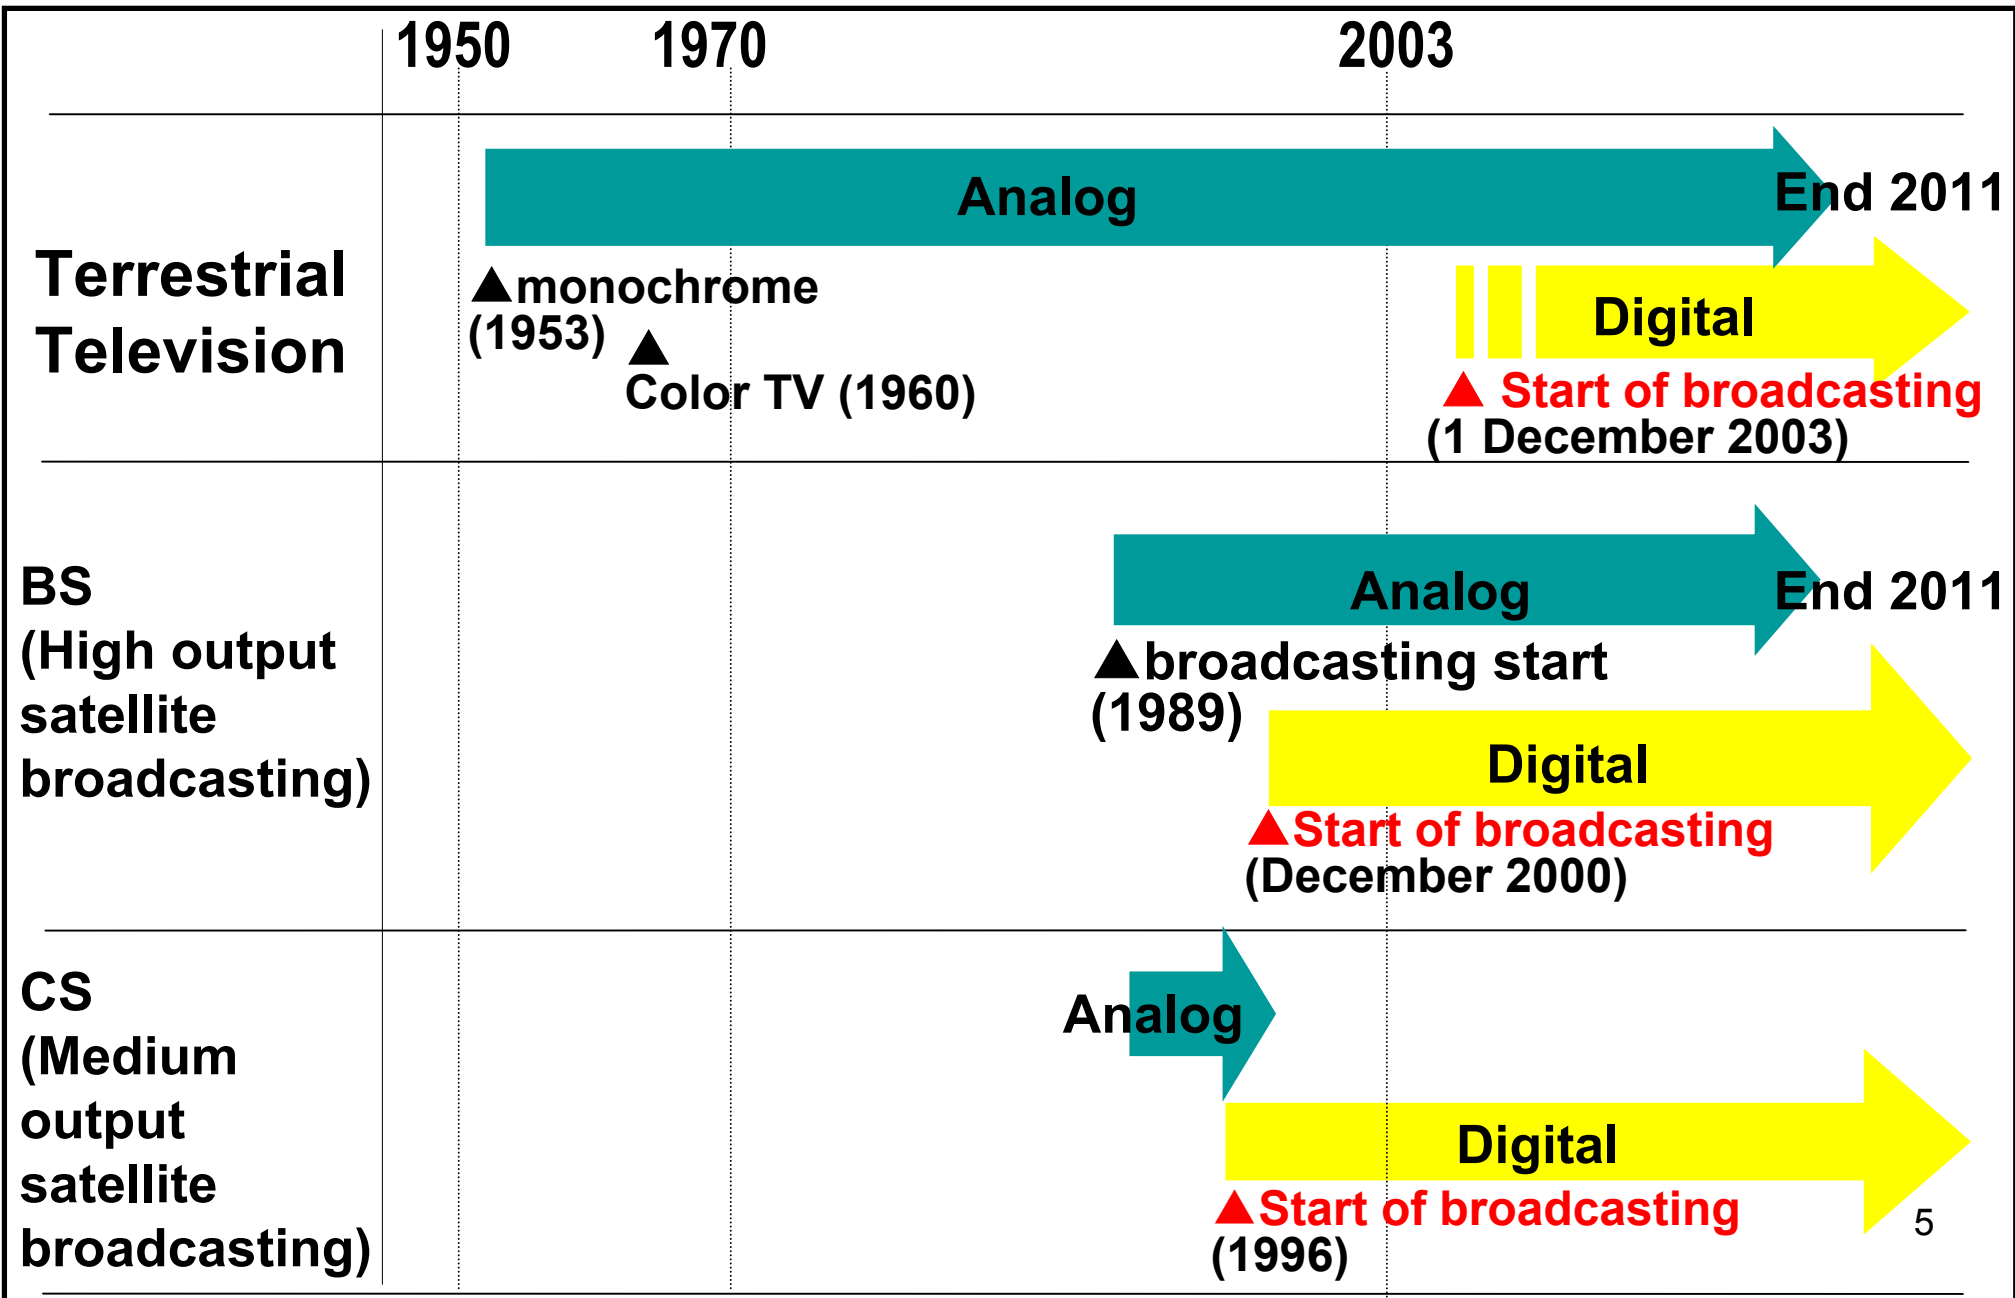 1950 1970 2003
Analog
End 2011
Terrestrial
Television
▲monochrome
(1953)
▲
Color TV (1960)
Digital
▲ Start of broadcasting
(1 December 2003)
BS
(High output
satellite
broadcasting)
Analog
End 2011
▲broadcasting start
(1989)
Digital
▲Start of broadcasting
(December 2000)
CS
(Medium
output
satellite
broadcasting)
Analog
Digital
▲Start of broadcasting
(1996)
5